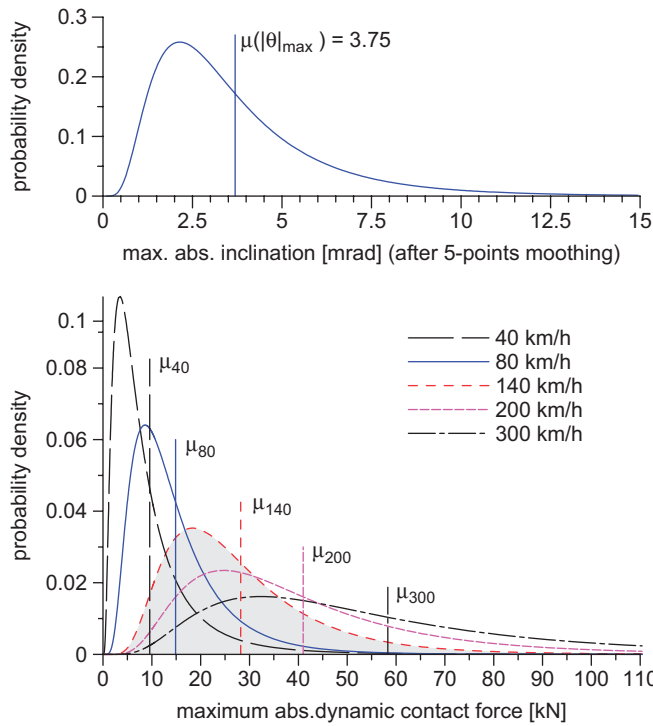 probability density
0.3
0.2
0.1
0
μ(|θ|max ) = 3.75
0 2.5 5 7.5 10 12.5 15
max. abs. inclination [mrad] (after 5-points moothing)
probability density
0.1
0.08
0.06
0.04
0.02
0
μ40
μ80
μ140
μ200
μ300
40 km/h
80 km/h
140 km/h
200 km/h
300 km/h
0 10 20 30 40 50 60 70 80 90 100 110
maximum abs.dynamic contact force [kN]